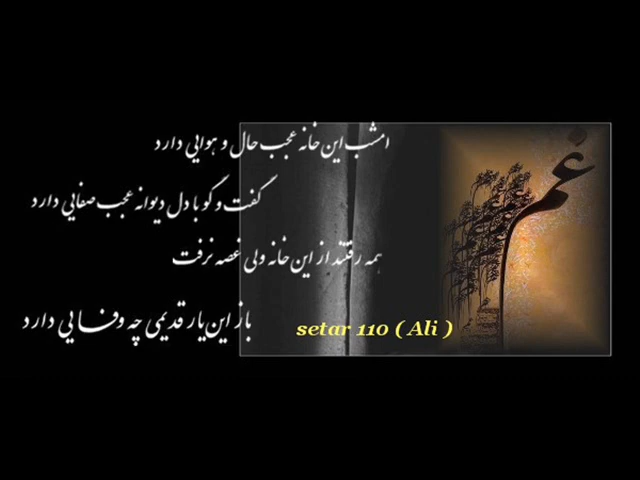 امشب این خانه عجب حال و هوایی دارد
گفت و گو با دل دیوانه عجب صفایی دارد
همه رفتند از این خانه ولی غصه نرفت
باز این یار قدیمی چه وفایی دارد
setar 110 ( Ali )
غم